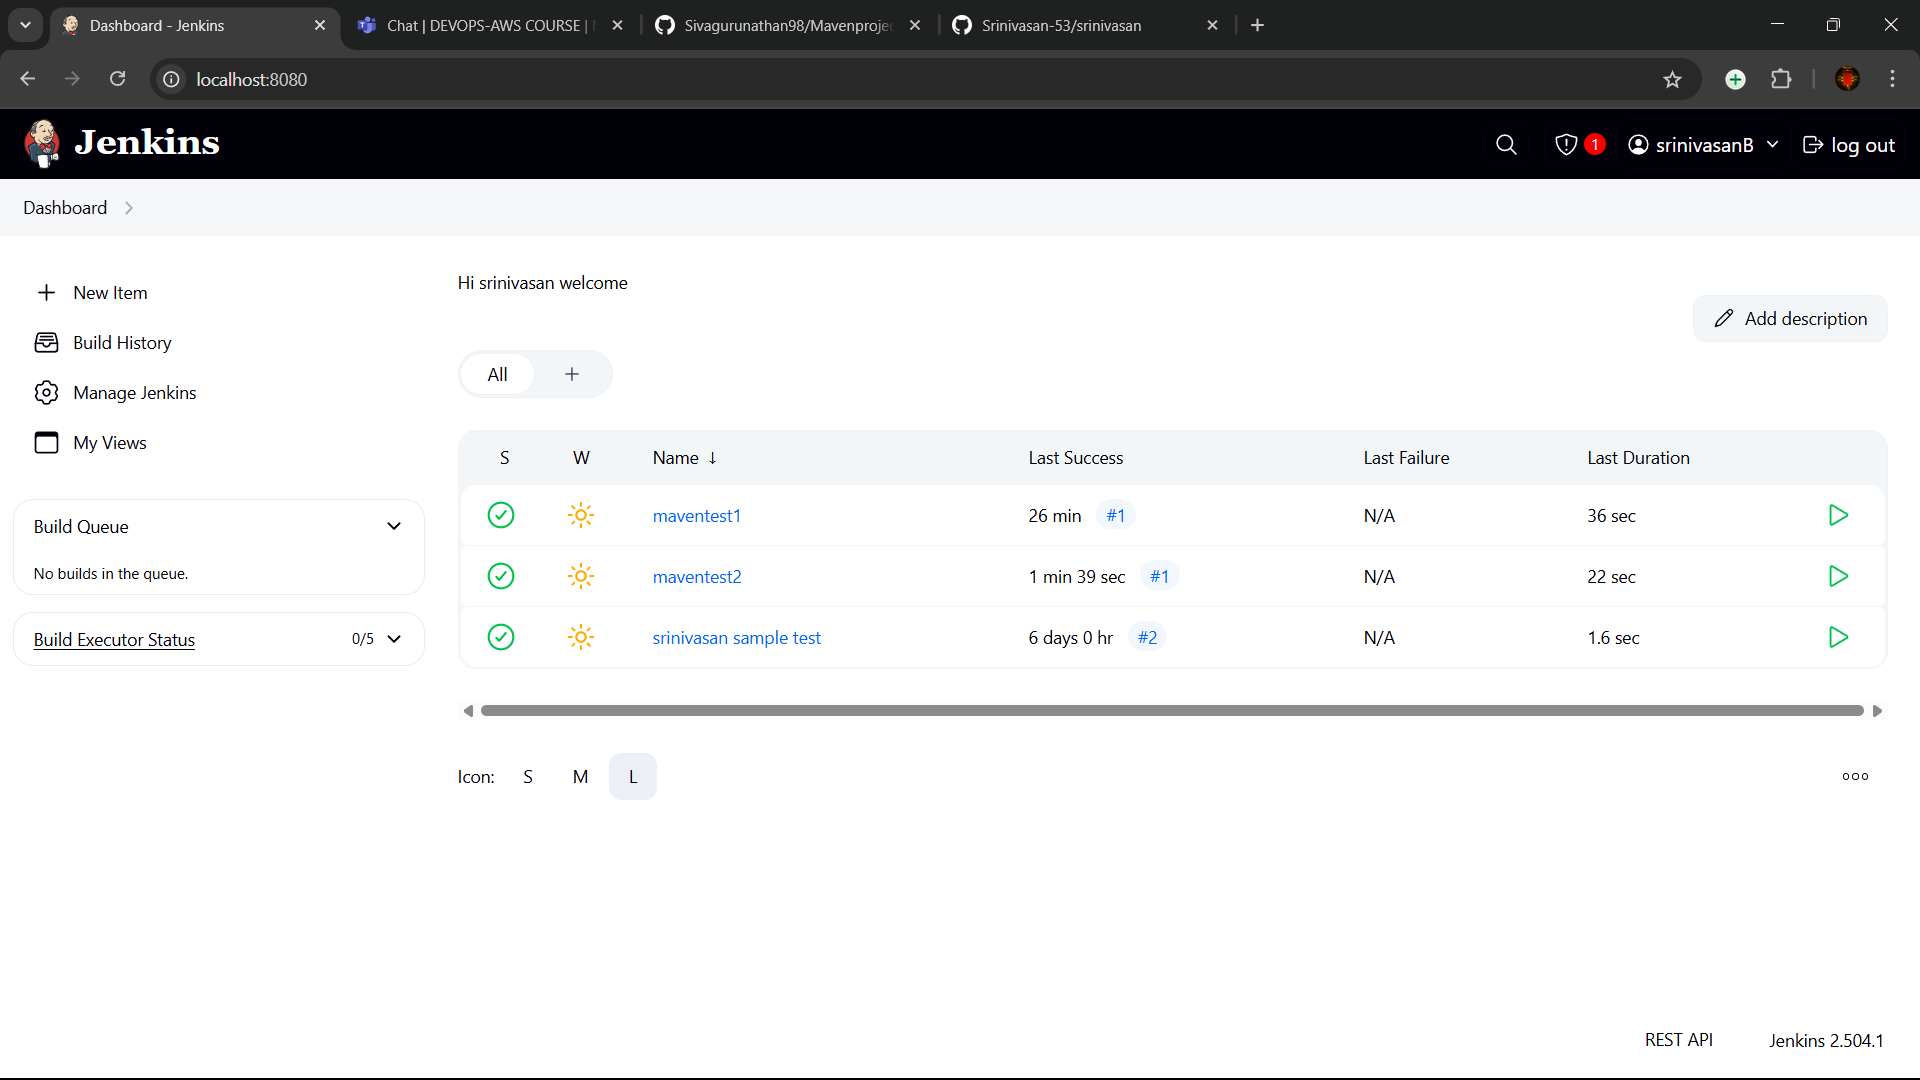 Dashboard - Jenkins
Chat | DEVOPS-AWS COURSE |
Sivagurunathan98/Mavenprojec
Srinivasan-53/srinivasan
localhost:8080
Jenkins
1
srinivasanB
log out
Dashboard
New Item
Build History
Manage Jenkins
My Views
Build Queue
No builds in the queue.
Build Executor Status 0/5
Hi srinivasan welcome
Add description
All
S W Name ↓ Last Success Last Failure Last Duration
maventest1 26 min #1 N/A 36 sec
maventest2 1 min 39 sec #1 N/A 22 sec
srinivasan sample test 6 days 0 hr #2 N/A 1.6 sec
Icon: S M L
REST API Jenkins 2.504.1